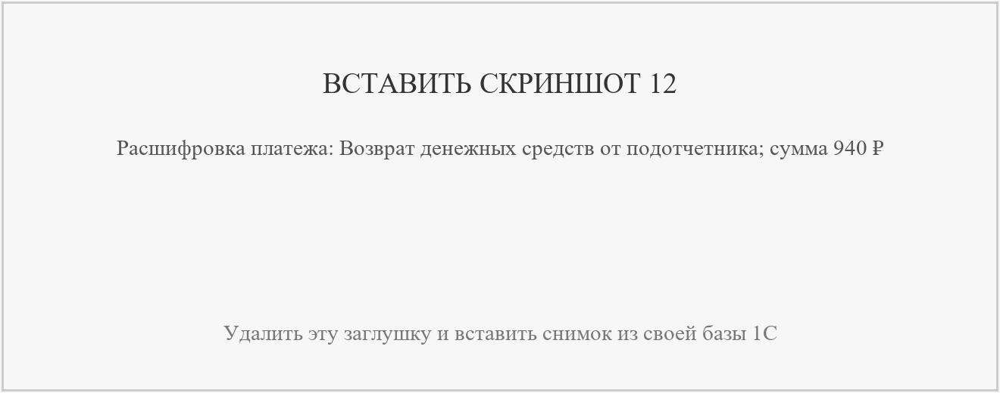 ВСТАВИТЬ СКРИНШОТ 12
Расшифровка платежа: Возврат денежных средств от подотчетника; сумма 940 ₽
Удалить эту заглушку и вставить снимок из своей базы 1С